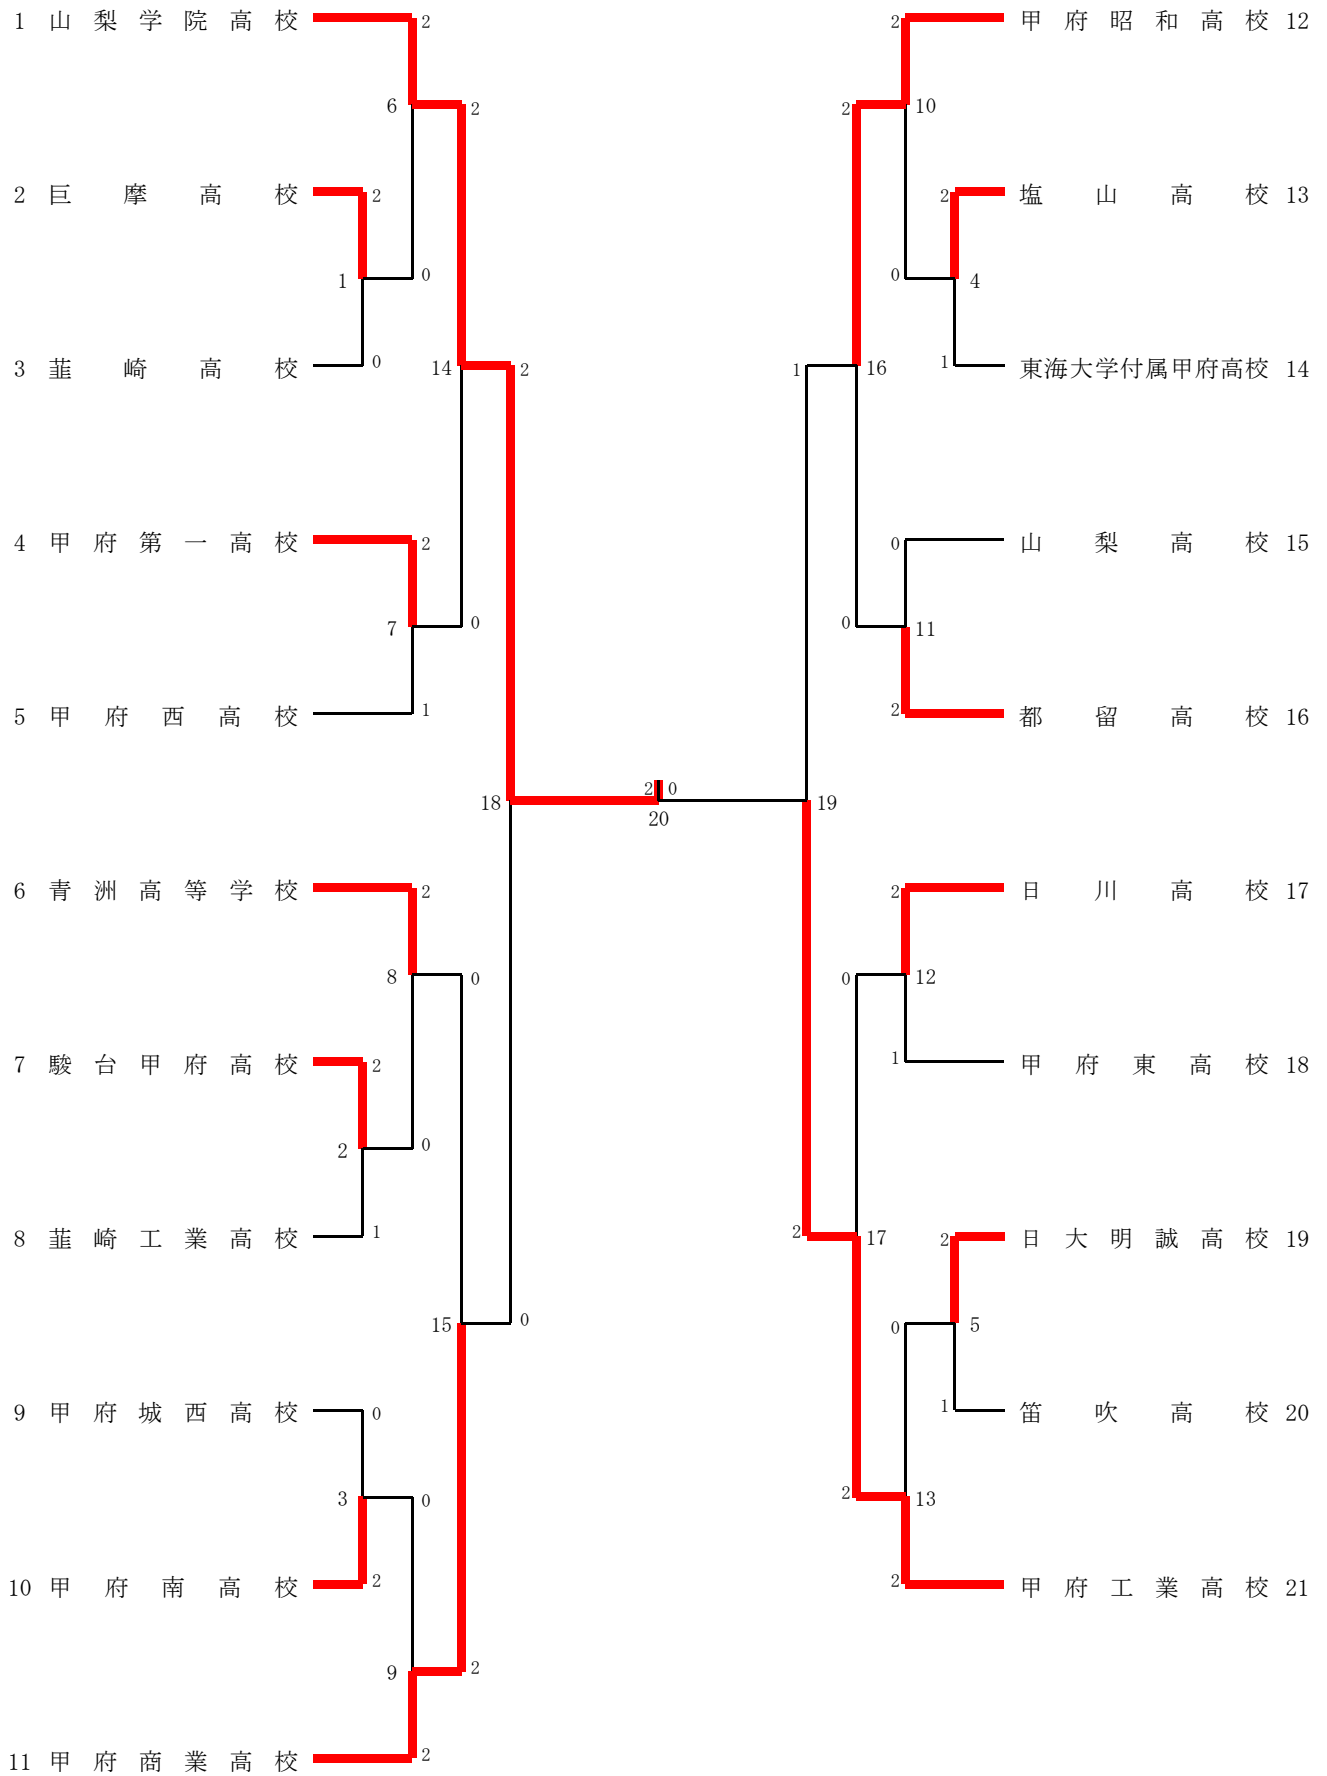 1 山梨学院高校 2 2 甲府昭和高校 12
6 2 2 10
2 巨摩高校 2 2 塩山高校 13
1 0 0 4
3 韮崎高校 0 14 2 1 16 1 東海大学付属甲府高校 14
4 甲府第一高校 2 0 山梨高校 15
7 0 0 11
5 甲府西高校 1 2 都留高校 16
18 2 0 19
20
6 青洲高等学校 2 2 日川高校 17
8 0 0 12
7 駿台甲府高校 2 1 甲府東高校 18
2 0
8 韮崎工業高校 1 2 17 2 日大明誠高校 19
15 0 0 5
9 甲府城西高校 0 1 笛吹高校 20
3 0 2 13
10 甲府南高校 2 2 甲府工業高校 21
9 2
11 甲府商業高校 2